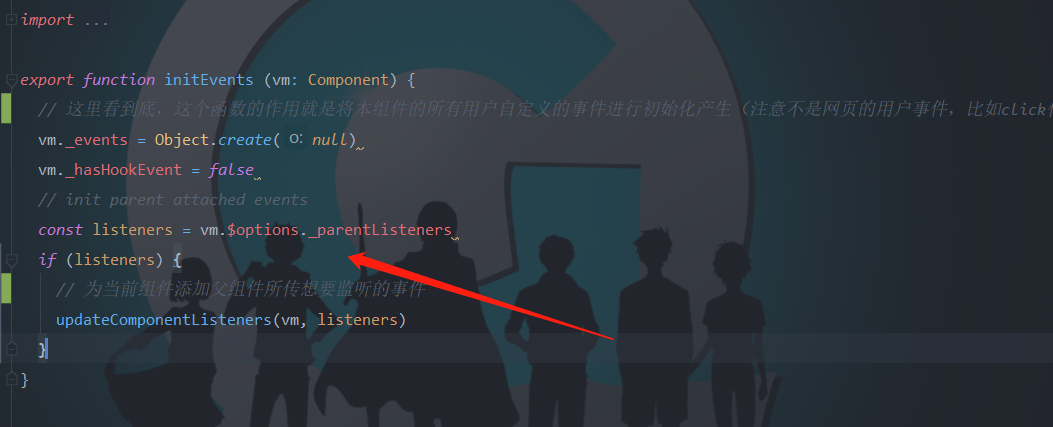 import ...
export function initEvents (vm: Component) {
// 这里看到底，这个函数的作用就是将本组件的所有用户自定义的事件进行初始化产生（注意不是网页的用户事件，比如click
vm._events = Object.create( o: null)
vm._hasHookEvent = false
// init parent attached events
const listeners = vm.$options._parentListeners
if (listeners) {
// 为当前组件添加父组件所传想要监听的事件
updateComponentListeners(vm, listeners)
}
}